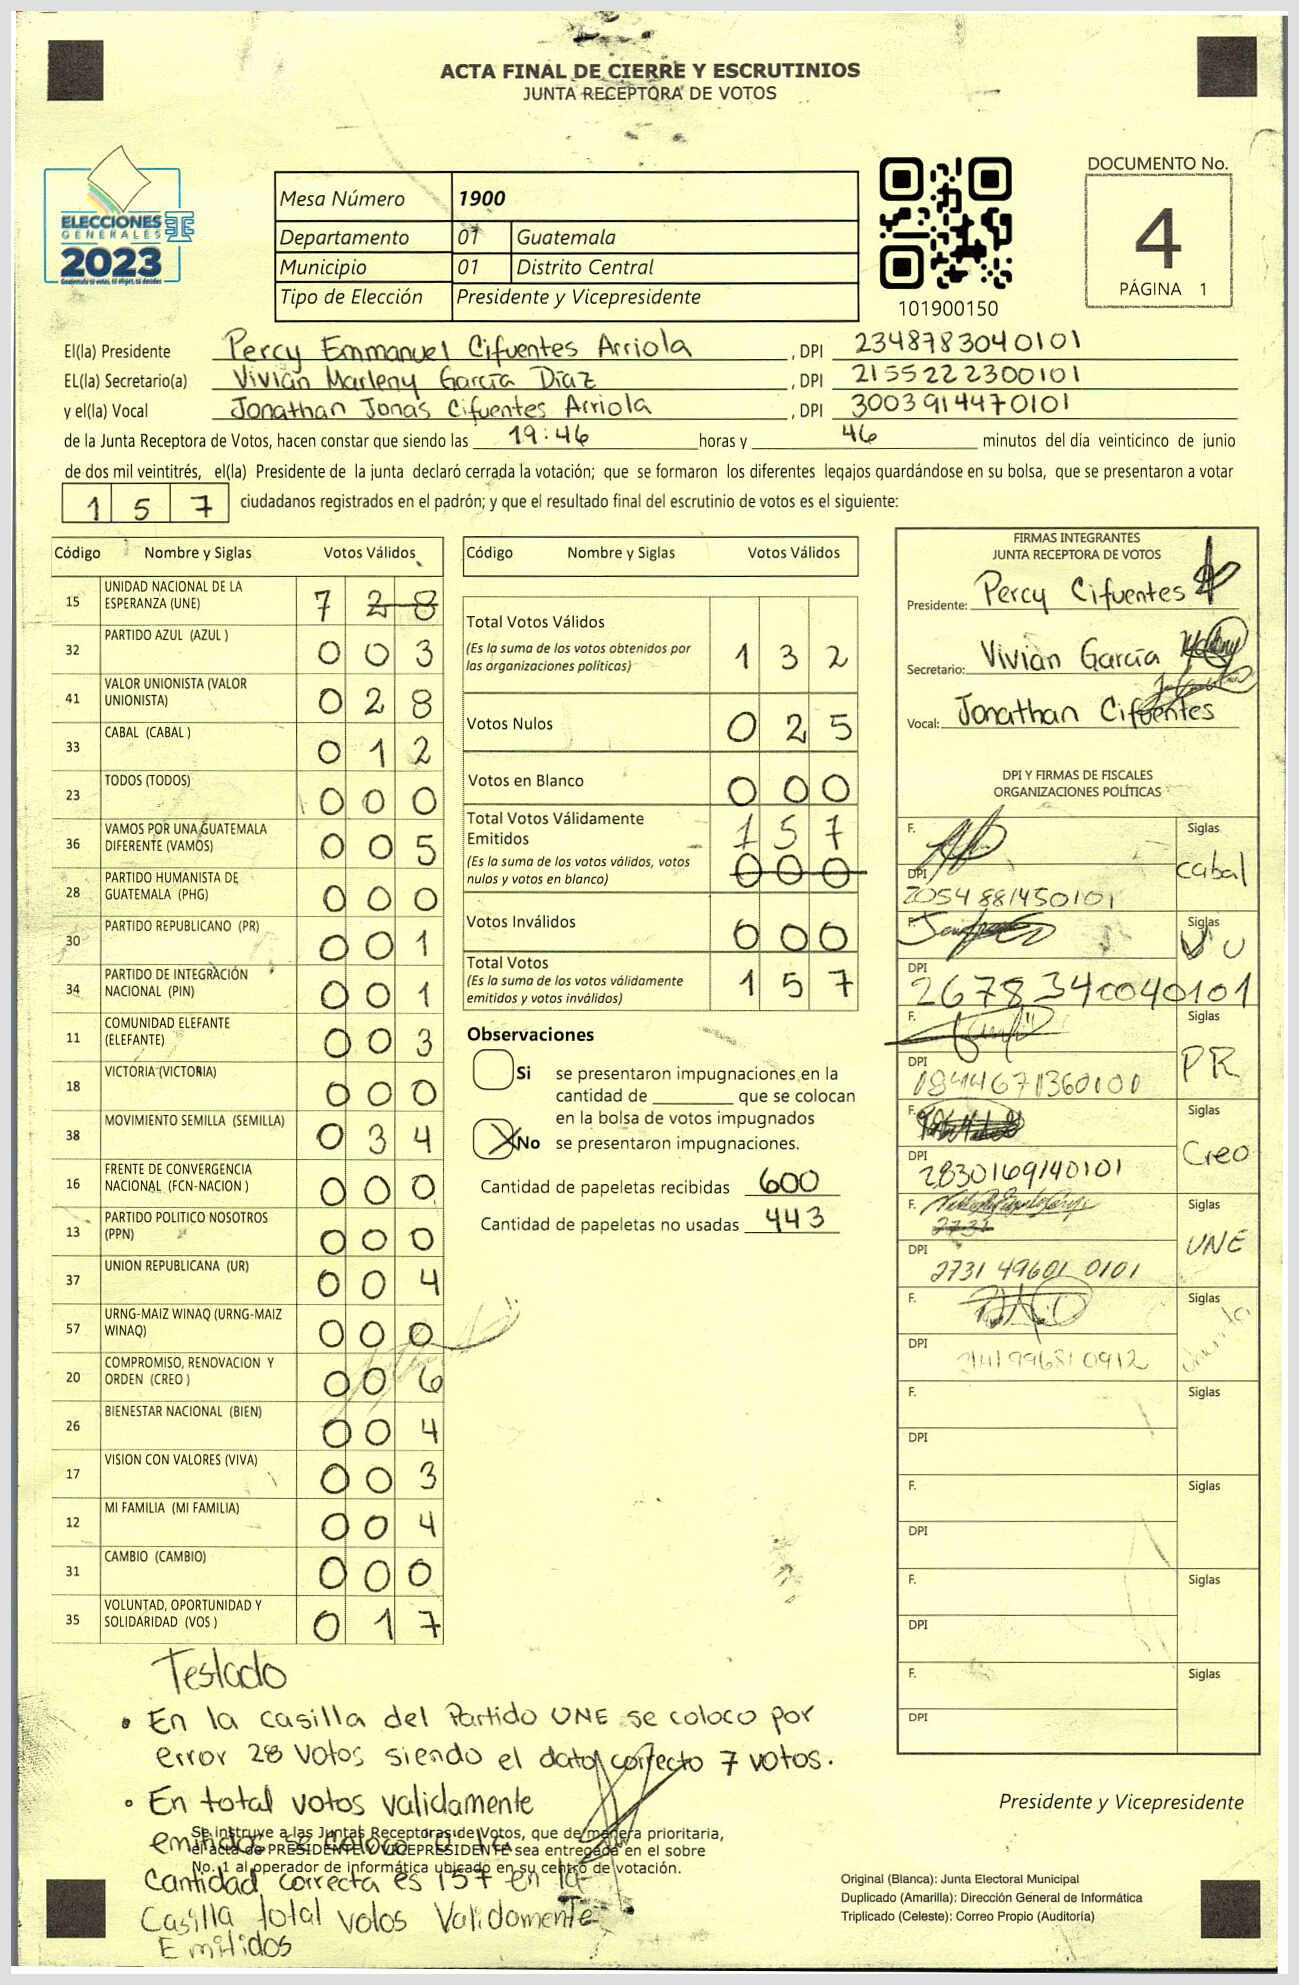 ACTA FINAL DE CIERRE Y ESCRUTINIOS
JUNTA RECEPTORA DE VOTOS
ELECCIONES
GENERALES
2023
Mesa Número 1900
Departamento 01 Guatemala
Municipio 01 Distrito Central
Tipo de Elección Presidente y Vicepresidente
101900150
DOCUMENTO No.
4
PÁGINA 1
El(la) Presidente Percy Emmanuel Cifuentes Arriola , DPI 2348783040101
EL(la) Secretario(a) Vivian Marleny García Díaz , DPI 2155222300101
y el(la) Vocal Jonathan Jonas Cifuentes Arriola , DPI 3003914470101
de la Junta Receptora de Votos, hacen constar que siendo las 19:46 horas y 46 minutos del día veinticinco de junio
de dos mil veintitrés, el(la) Presidente de la junta declaró cerrada la votación; que se formaron los diferentes legajos guardándose en su bolsa, que se presentaron a votar
1 5 7 ciudadanos registrados en el padrón; y que el resultado final del escrutinio de votos es el siguiente:
Código Nombre y Siglas Votos Válidos
15 UNIDAD NACIONAL DE LA
ESPERANZA (UNE) 7 2 8
32 PARTIDO AZUL (AZUL ) 0 0 3
41 VALOR UNIONISTA (VALOR
UNIONISTA) 0 2 8
33 CABAL (CABAL ) 0 1 2
23 TODOS (TODOS) 0 0 0
36 VAMOS POR UNA GUATEMALA
DIFERENTE (VAMOS) 0 0 5
28 PARTIDO HUMANISTA DE
GUATEMALA (PHG) 0 0 0
30 PARTIDO REPUBLICANO (PR) 0 0 1
34 PARTIDO DE INTEGRACIÓN
NACIONAL (PIN) 0 0 1
11 COMUNIDAD ELEFANTE
(ELEFANTE) 0 0 3
18 VICTORIA (VICTORIA) 0 0 0
38 MOVIMIENTO SEMILLA (SEMILLA) 0 3 4
16 FRENTE DE CONVERGENCIA
NACIONAL (FCN-NACION ) 0 0 0
13 PARTIDO POLITICO NOSOTROS
(PPN) 0 0 0
37 UNION REPUBLICANA (UR) 0 0 4
57 URNG-MAIZ WINAQ (URNG-MAIZ
WINAQ) 0 0 0
20 COMPROMISO, RENOVACION Y
ORDEN (CREO ) 0 0 6
26 BIENESTAR NACIONAL (BIEN) 0 0 4
17 VISION CON VALORES (VIVA) 0 0 3
12 MI FAMILIA (MI FAMILIA) 0 0 4
31 CAMBIO (CAMBIO) 0 0 0
35 VOLUNTAD, OPORTUNIDAD Y
SOLIDARIDAD (VOS ) 0 1 7
Código Nombre y Siglas Votos Válidos
Total Votos Válidos
(Es la suma de los votos obtenidos por
las organizaciones políticas) 1 3 2
Votos Nulos 0 2 5
Votos en Blanco 0 0 0
Total Votos Válidamente
Emitidos 1 5 7
(Es la suma de los votos válidos, votos
nulos y votos en blanco) 0 0 0
Votos Inválidos 0 0 0
Total Votos
(Es la suma de los votos válidamente
emitidos y votos inválidos) 1 5 7
Observaciones
Si se presentaron impugnaciones en la
cantidad de ________ que se colocan
en la bolsa de votos impugnados
X No se presentaron impugnaciones.
Cantidad de papeletas recibidas 600
Cantidad de papeletas no usadas 443
FIRMAS INTEGRANTES
JUNTA RECEPTORA DE VOTOS
Presidente: Percy Cifuentes
Secretario: Vivian García
Vocal: Jonathan Cifuentes
DPI Y FIRMAS DE FISCALES
ORGANIZACIONES POLÍTICAS
F. Siglas
Cabal
DPI
2054 881450101
F. Siglas
VU
DPI
2678 340040101
F. Siglas
PR
DPI
F. Siglas
Creo
DPI
2830169140101
F. Siglas
UNE
DPI
2731 49601 0101
F. Siglas
DPI
F. Siglas
DPI
F. Siglas
DPI
F. Siglas
DPI
F. Siglas
DPI
Testado
• En la casilla del Partido UNE se coloco por
error 28 votos siendo el dato correcto 7 votos.
• En total votos validamente
emitidos se coloco "0" la
Cantidad correcta es 157 en la
Casilla total votos Validamente
Emitidos
Se instruye a las Juntas Receptoras de Votos, que de manera prioritaria,
el acta de PRESIDENTE Y VICEPRESIDENTE sea entregada en el sobre
No. 1 al operador de informática ubicado en su centro de votación.
Presidente y Vicepresidente
Original (Blanca): Junta Electoral Municipal
Duplicado (Amarilla): Dirección General de Informática
Triplicado (Celeste): Correo Propio (Auditoría)